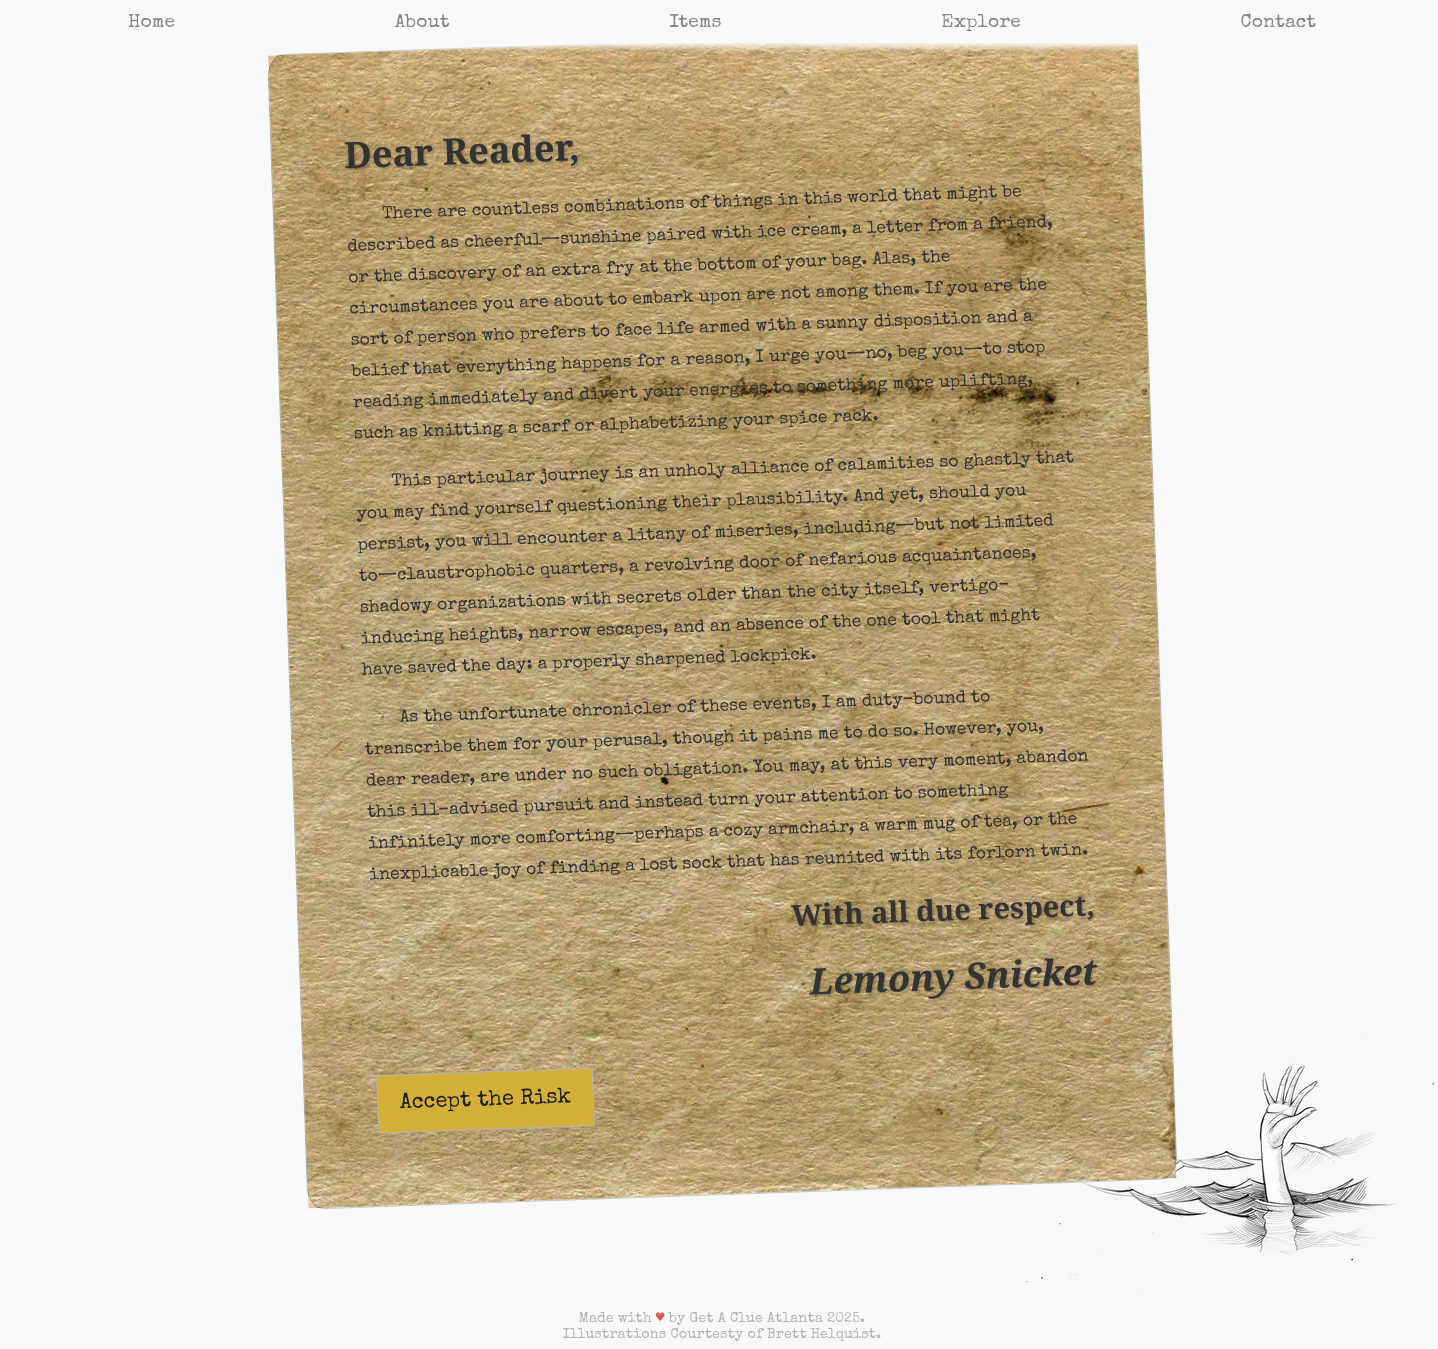 Home About Items Explore Contact
Dear Reader,
There are countless combinations of things in this world that might be
described as cheerful—sunshine paired with ice cream, a letter from a friend,
or the discovery of an extra fry at the bottom of your bag. Alas, the
circumstances you are about to embark upon are not among them. If you are the
sort of person who prefers to face life armed with a sunny disposition and a
belief that everything happens for a reason, I urge you—no, beg you—to stop
reading immediately and divert your energies to something more uplifting,
such as knitting a scarf or alphabetizing your spice rack.
This particular journey is an unholy alliance of calamities so ghastly that
you may find yourself questioning their plausibility. And yet, should you
persist, you will encounter a litany of miseries, including—but not limited
to—claustrophobic quarters, a revolving door of nefarious acquaintances,
shadowy organizations with secrets older than the city itself, vertigo-
inducing heights, narrow escapes, and an absence of the one tool that might
have saved the day: a properly sharpened lockpick.
As the unfortunate chronicler of these events, I am duty-bound to
transcribe them for your perusal, though it pains me to do so. However, you,
dear reader, are under no such obligation. You may, at this very moment, abandon
this ill-advised pursuit and instead turn your attention to something
infinitely more comforting—perhaps a cozy armchair, a warm mug of tea, or the
inexplicable joy of finding a lost sock that has reunited with its forlorn twin.
With all due respect,
Lemony Snicket
Accept the Risk
Made with ♥ by Get A Clue Atlanta 2025.
Illustrations Courtesty of Brett Helquist.